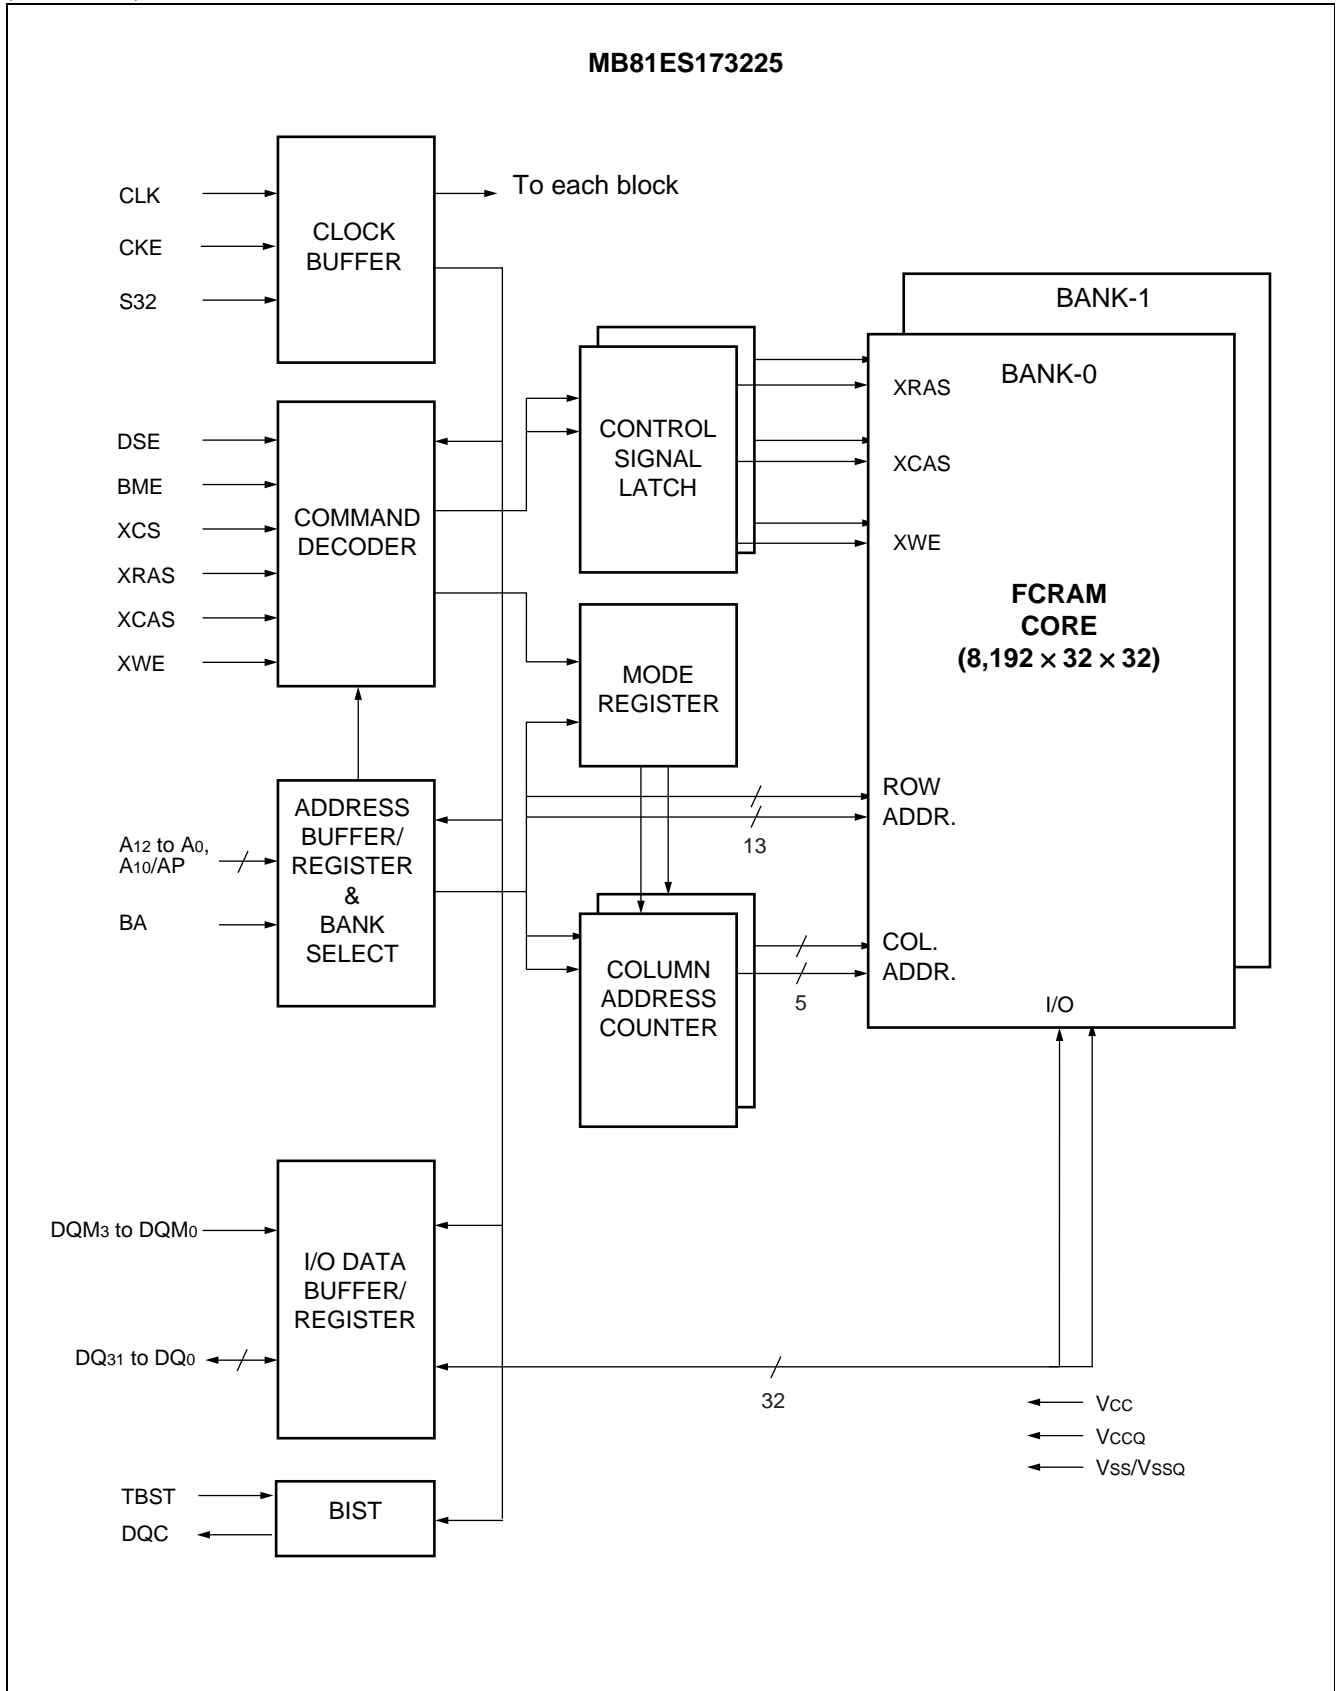 MB81ES173225
CLK
CKE
S32
CLOCK
BUFFER
To each block
DSE
BME
XCS
XRAS
XCAS
XWE
COMMAND
DECODER
CONTROL
SIGNAL
LATCH
MODE
REGISTER
BANK-1
BANK-0
XRAS
XCAS
XWE
FCRAM
CORE
(8,192 × 32 × 32)
A12 to A0,
A10/AP
BA
ADDRESS
BUFFER/
REGISTER
&
BANK
SELECT
13
ROW
ADDR.
COLUMN
ADDRESS
COUNTER
5
COL.
ADDR.
I/O
DQM3 to DQM0
DQ31 to DQ0
I/O DATA
BUFFER/
REGISTER
32
VCC
VCCQ
VSS/VSSQ
TBST
DQC
BIST